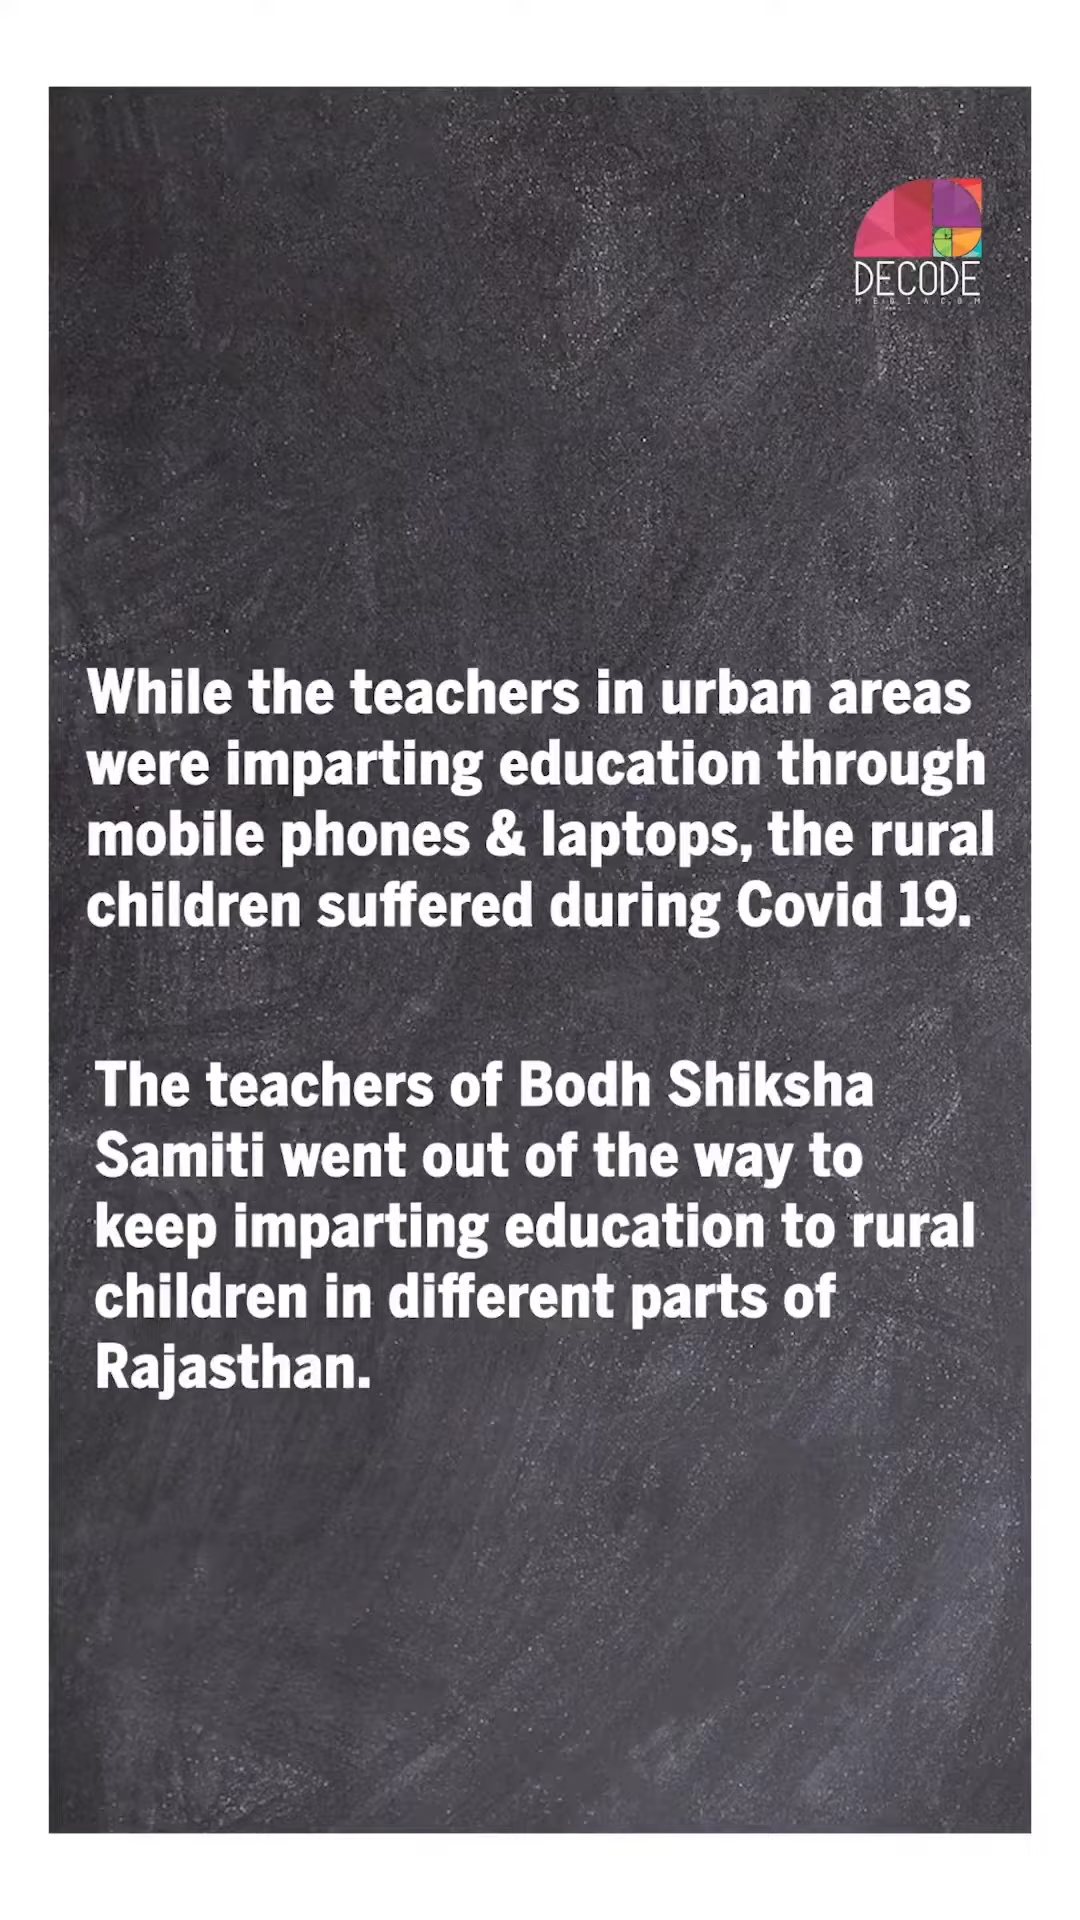 DECODE
MEDIACOM
While the teachers in urban areas
were imparting education through
mobile phones & laptops, the rural
children suffered during Covid 19.
The teachers of Bodh Shiksha
Samiti went out of the way to
keep imparting education to rural
children in different parts of
Rajasthan.